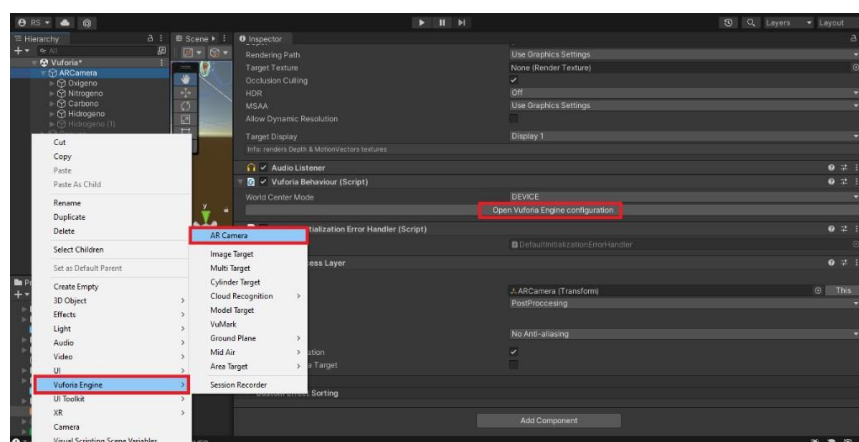 RS
Layers
Layout
Hierarchy
Scene
Inspector
All
Vuforia*
ARCamera
Oxigeno
Nitrogeno
Carbono
Hidrogeno
Hidrogeno (1)
Rendering Path
Use Graphics Settings
Target Texture
None (Render Texture)
Occlusion Culling
HDR
Off
MSAA
Use Graphics Settings
Allow Dynamic Resolution
Target Display
Display 1
Info: renders Depth & MotionVectors textures
Audio Listener
Vuforia Behaviour (Script)
World Center Mode
DEVICE
Open Vuforia Engine configuration
itialization Error Handler (Script)
DefaultInitializationErrorHandler
cess Layer
ARCamera (Transform)
This
PostProccesing
No Anti-aliasing
Target
Sorting
Add Component
Cut
Copy
Paste
Paste As Child
Rename
Duplicate
Delete
Select Children
Set as Default Parent
Create Empty
3D Object
Effects
Light
Audio
Video
UI
Vuforia Engine
UI Toolkit
XR
Camera
Visual Scripting Scene Variables
AR Camera
Image Target
Multi Target
Cylinder Target
Cloud Recognition
Model Target
VuMark
Ground Plane
Mid Air
Area Target
Session Recorder
y